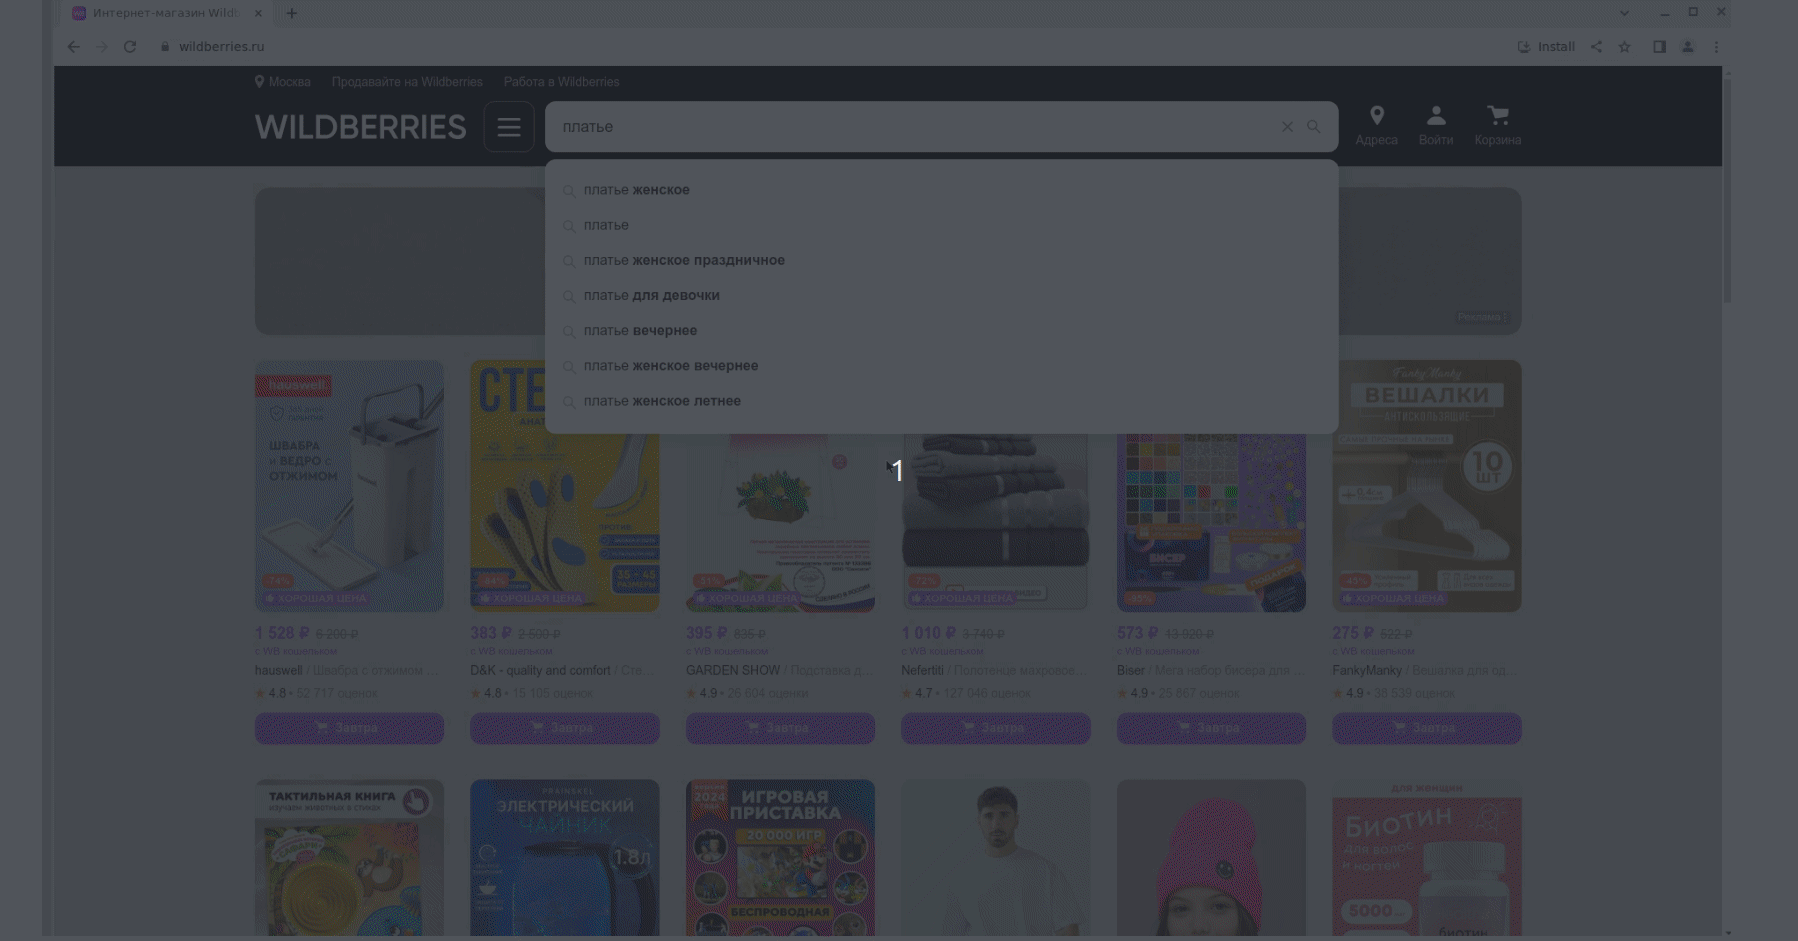 Интернет-магазин Wildb
wildberries.ru
Install
Москва
Продавайте на Wildberries
Работа в Wildberries
WILDBERRIES
платье
Адреса
Войти
Корзина
платье женское
платье
платье женское праздничное
платье для девочки
платье вечернее
платье женское вечернее
платье женское летнее
Реклама
1
hauswell.
ШВАБРА
и ВЕДРО с
ОТЖИМОМ
-74%
ХОРОШАЯ ЦЕНА
СТЕ
АНАТ
ПРОТИВ
35 - 45
РАЗМЕРЫ
-84%
ХОРОШАЯ ЦЕНА
-51%
ХОРОШАЯ ЦЕНА
-72%
ХОРОШАЯ ЦЕНА
БИСЕР
ПОДАРОК
FankyManky
ВЕШАЛКИ
АНТИСКОЛЬЗЯЩИЕ
10
ШТ
ХОРОШАЯ ЦЕНА
1 528 ₽ 6 200 ₽
с WB кошельком
hauswell / Швабра с отжимом ...
4.8 • 52 717 оценок
Завтра
383 ₽ 2 500 ₽
с WB кошельком
D&K - quality and comfort / Сте...
4.8 • 15 105 оценок
Завтра
395 ₽ 835 ₽
с WB кошельком
GARDEN SHOW / Подставка д...
4.9 • 26 604 оценки
Завтра
1 010 ₽ 3 740 ₽
с WB кошельком
Nefertiti / Полотенце махровое...
4.7 • 127 046 оценок
Завтра
573 ₽ 13 020 ₽
с WB кошельком
Biser / Мега набор бисера для ...
4.9 • 25 867 оценок
Завтра
275 ₽ 522 ₽
с WB кошельком
FankyManky / Вешалка для од...
4.9 • 38 539 оценок
Завтра
ТАКТИЛЬНАЯ КНИГА
ЭЛЕКТРИЧЕСКИЙ
ЧАЙНИК
1.8л
2024
ИГРОВАЯ
ПРИСТАВКА
20 000 ИГР
БЕСПРОВОДНАЯ
для женщин
БИОТИН
для волос
и ногтей
5000
биотин